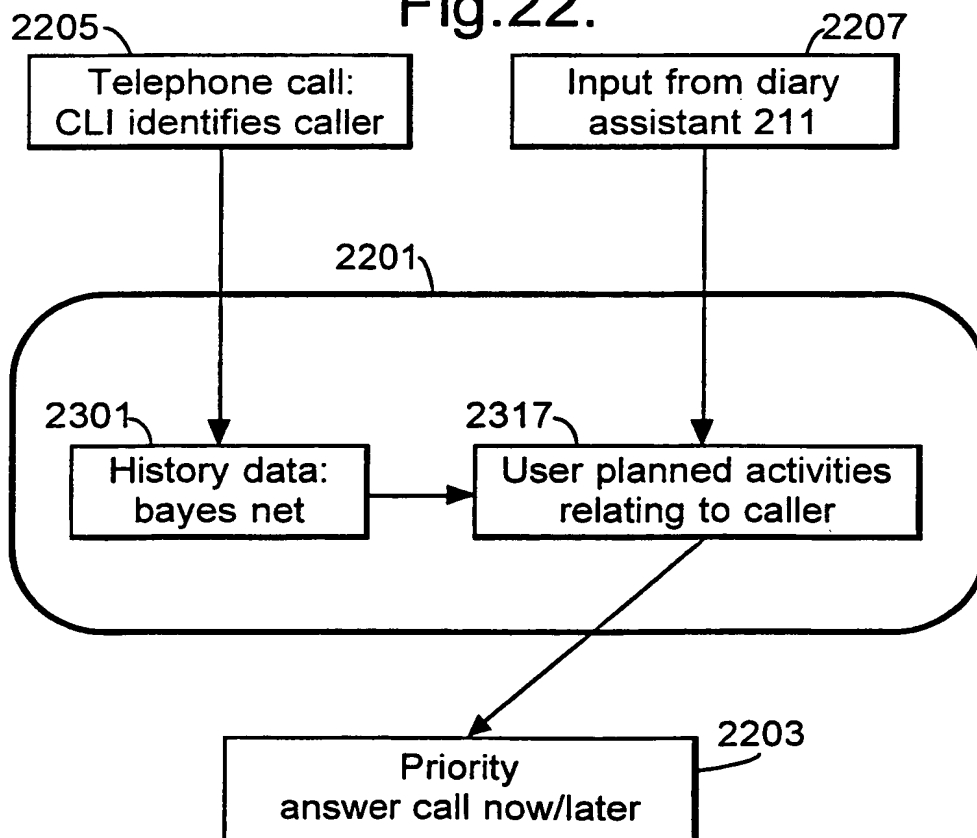 Fig.22.
2205
2207
Telephone call:
CLI identifies caller
Input from diary
assistant 211
2201
2301
2317
History data:
bayes net
User planned activities
relating to caller
2203
Priority
answer call now/later